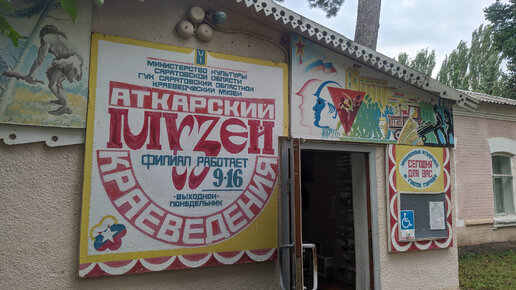 МИНИСТЕРСТВО КУЛЬТУРЫ
САРАТОВСКОЙ ОБЛАСТИ
ГУК САРАТОВСКИЙ ОБЛАСТНОЙ
КРАЕВЕДЧЕСКИЙ МУЗЕЙ
АТКАРСКИЙ
МУЗЕЙ
ФИЛИАЛ РАБОТАЕТ
9-16
-ВЫХОДНОЙ-
ПОНЕДЕЛЬНИК
КРАЕВЕДЕНИЯ
СЕГОДНЯ
ДЛЯ ВАС